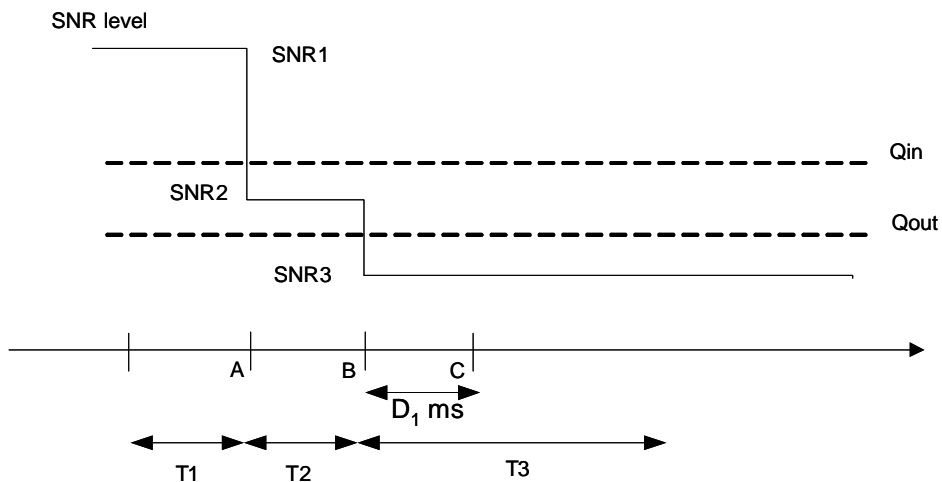 SNR level
SNR1
Qin
SNR2
Qout
SNR3
A
B
C
D₁ ms
T1
T2
T3